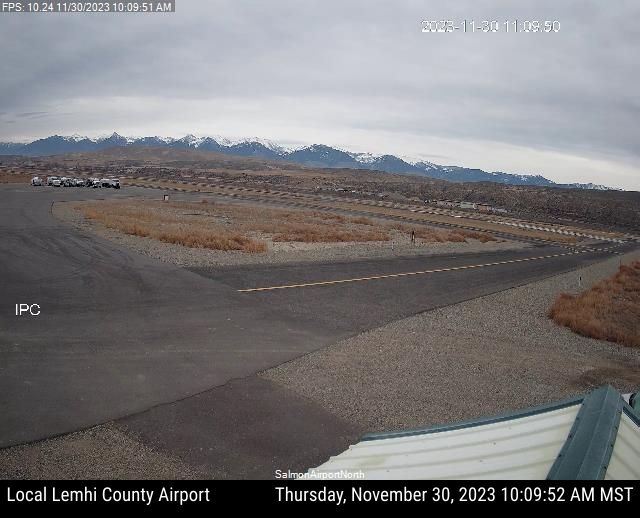 FPS: 10.24 11/30/2023 10:09:51 AM
2023-11-30 11:09:50
IPC
SalmonAirportNorth
Local Lemhi County Airport Thursday, November 30, 2023 10:09:52 AM MST